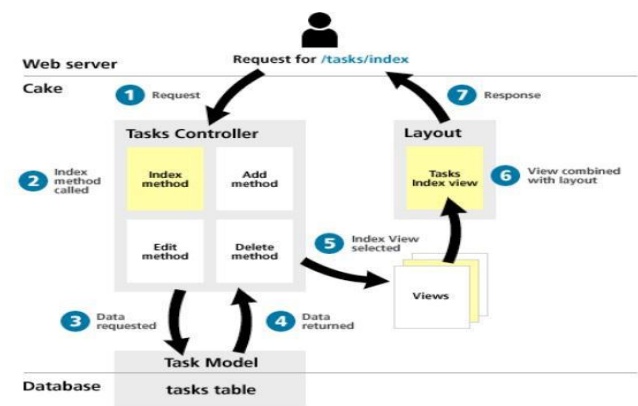 Request for /tasks/index
Web server
Cake
1 Request
7 Response
Tasks Controller
Layout
2 Index
method
called
Index
method
Add
method
Tasks
Index view
6 View combined
with layout
Edit
method
Delete
method
5 Index View
selected
Views
3 Data
requested
4 Data
returned
Task Model
Database
tasks table